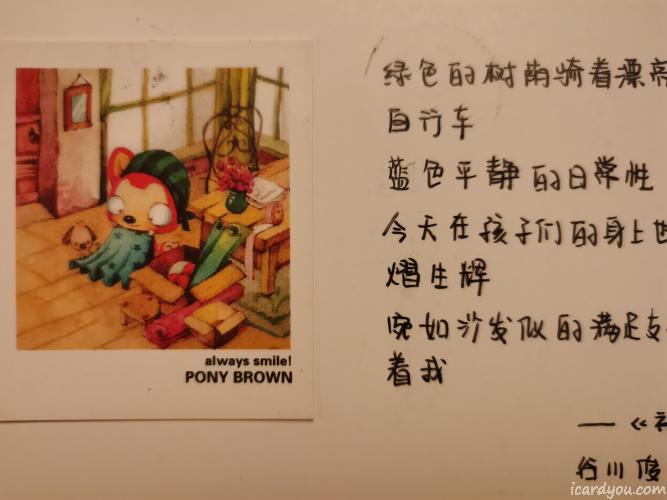 always smile!
PONY BROWN
绿色的树荫骑着漂亮
自行车
蓝色平静的日常性
今天在孩子们的身上也
熠生辉
宛如沙发似的满足支
着我
——《
谷川俊
icardyou.com